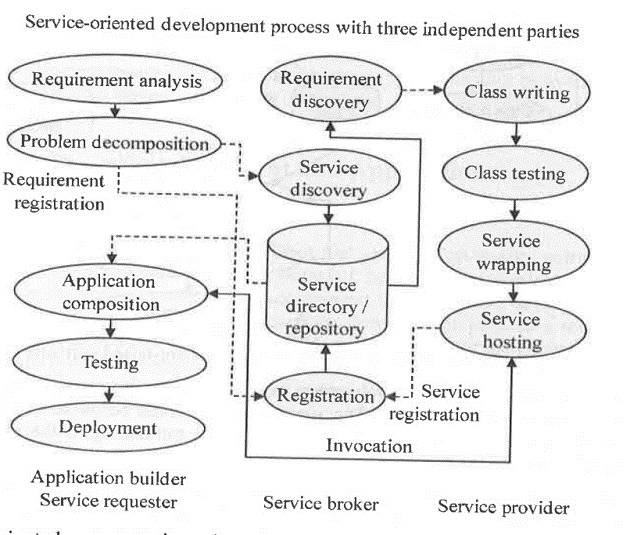 Service-oriented development process with three independent parties
Requirement analysis
Problem decomposition
Requirement
registration
Application
composition
Testing
Deployment
Application builder
Service requester
Requirement
discovery
Service
discovery
Service
directory /
repository
Registration
Invocation
Service broker
Class writing
Class testing
Service
wrapping
Service
hosting
Service
registration
Service provider